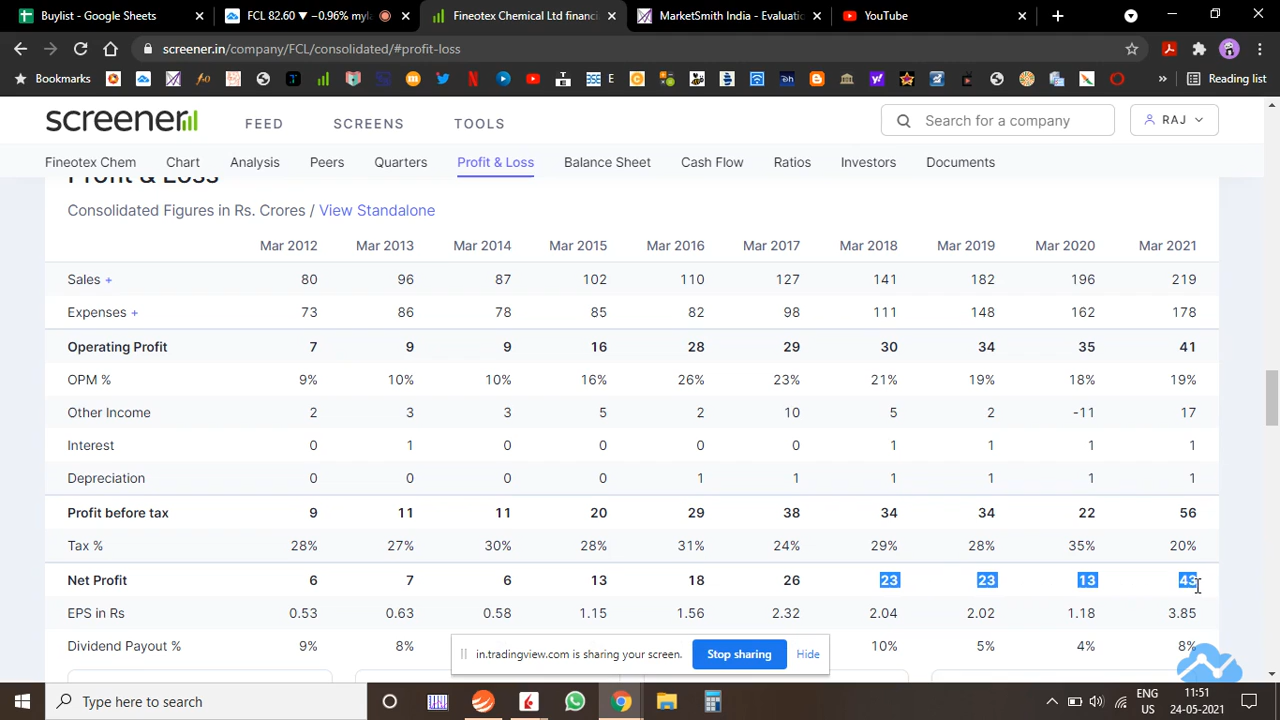 Buylist - Google Sheets
FCL 82.60 ▼ −0.96%
Fineotex Chemical Ltd financi
MarketSmith India - Evaluatio
YouTube
screener.in/company/FCL/consolidated/#profit-loss
Bookmarks
Reading list
screener
FEED
SCREENS
TOOLS
Search for a company
RAJ
Fineotex Chem
Chart
Analysis
Peers
Quarters
Profit & Loss
Balance Sheet
Cash Flow
Ratios
Investors
Documents
Profit & Loss
Consolidated Figures in Rs. Crores / View Standalone
Mar 2012 Mar 2013 Mar 2014 Mar 2015 Mar 2016 Mar 2017 Mar 2018 Mar 2019 Mar 2020 Mar 2021
Sales + 80 96 87 102 110 127 141 182 196 219
Expenses + 73 86 78 85 82 98 111 148 162 178
Operating Profit 7 9 9 16 28 29 30 34 35 41
OPM % 9% 10% 10% 16% 26% 23% 21% 19% 18% 19%
Other Income 2 3 3 5 2 10 5 2 -11 17
Interest 0 1 0 0 0 0 1 1 1 1
Depreciation 0 0 0 0 1 1 1 1 1 1
Profit before tax 9 11 11 20 29 38 34 34 22 56
Tax % 28% 27% 30% 28% 31% 24% 29% 28% 35% 20%
Net Profit 6 7 6 13 18 26 23 23 13 43
EPS in Rs 0.53 0.63 0.58 1.15 1.56 2.32 2.04 2.02 1.18 3.85
Dividend Payout % 9% 8% 10% 5% 4% 8%
in.tradingview.com is sharing your screen.
Stop sharing
Hide
Type here to search
ENG
US
11:51
24-05-2021